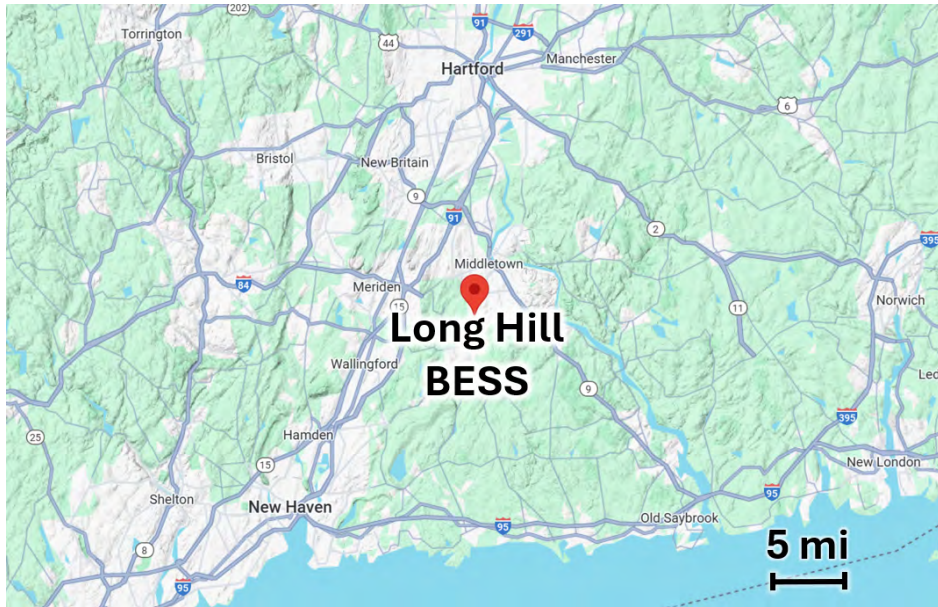 202
Torrington
91
44
291
Hartford
Manchester
6
Bristol
New Britain
9
91
2
395
Middletown
84
Meriden
15
Norwich
11
Long Hill
BESS
Wallingford
Led
9
395
25
Hamden
15
New London
Shelton
New Haven
95
95
Old Saybrook
8
5 mi
95